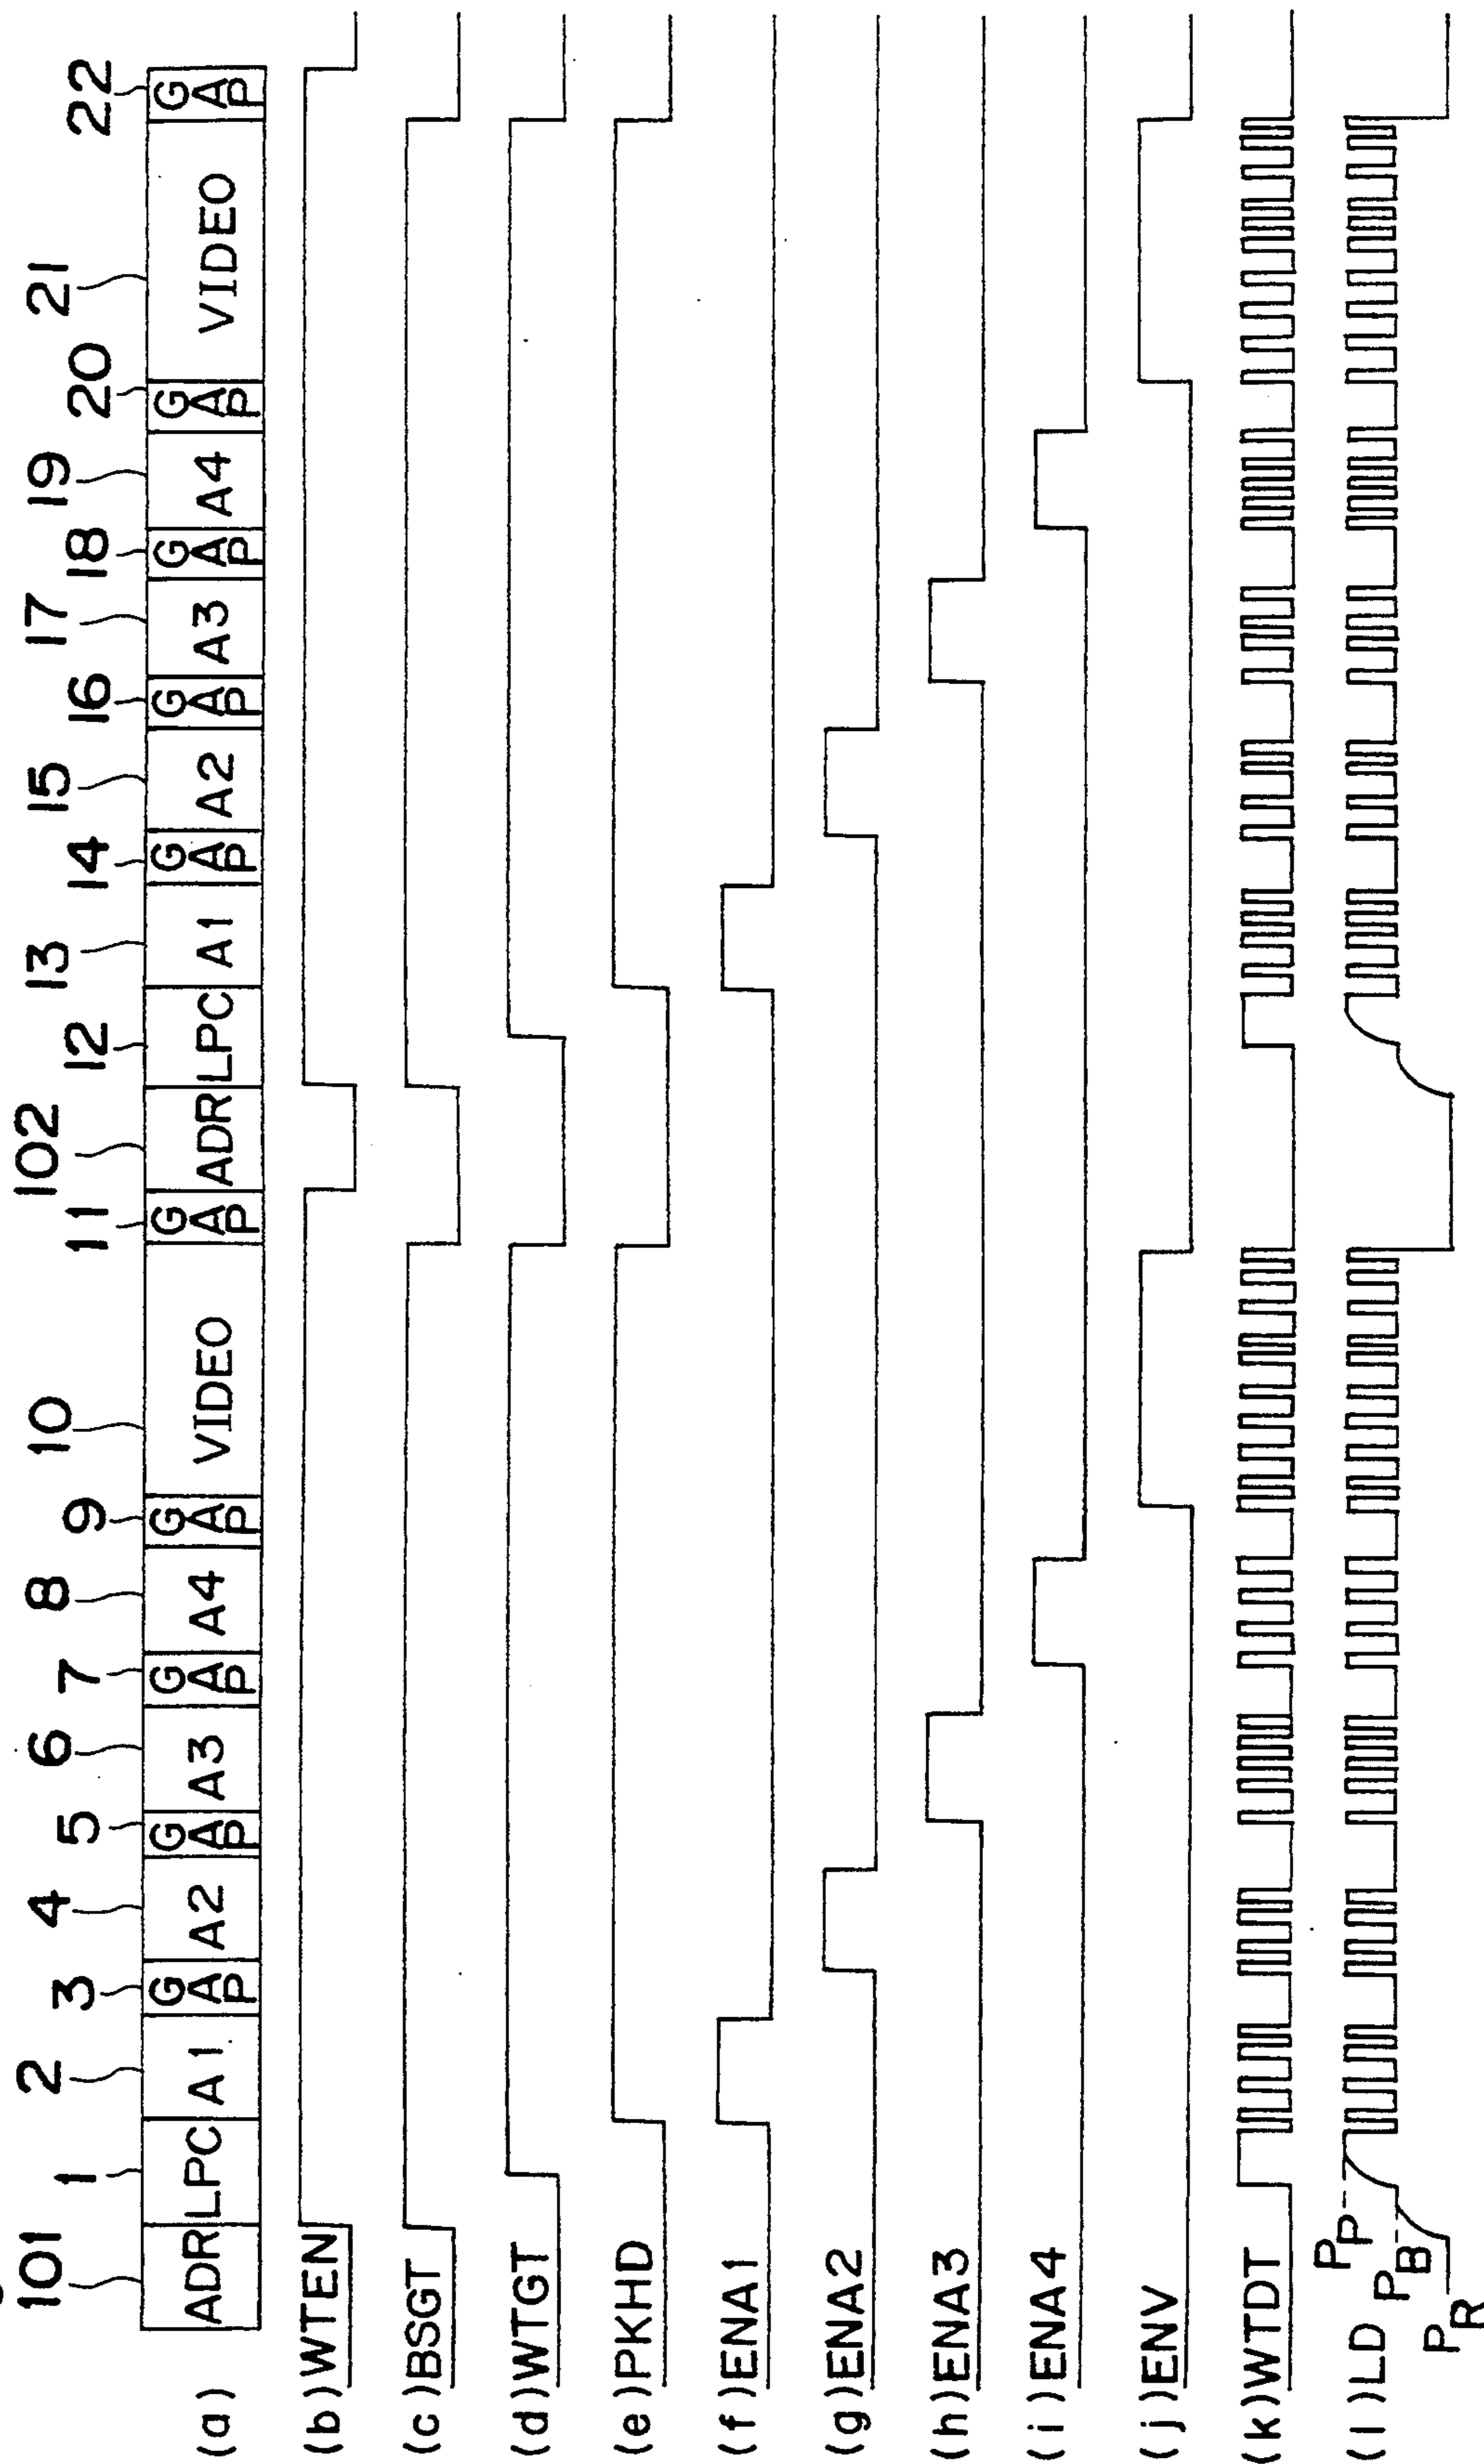 101 1 2 3 4 5 6 7 8 9 10 11 102 12 13 14 15 16 17 18 19 20 21 22
(a) ADR LPC A1 GAP A2 GAP A3 GAP A4 GAP VIDEO GAP ADR LPC A1 GAP A2 GAP A3 GAP A4 GAP VIDEO GAP
(b) WTEN
(c) BSGT
(d) WTGT
(e) PKHD
(f) ENA1
(g) ENA2
(h) ENA3
(i) ENA4
(j) ENV
(k) WTDT
(l) LD
PP
PB
PR